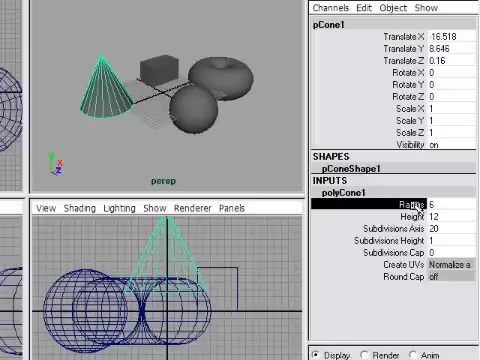 Channels Edit Object Show
pCone1
Translate X -16.518
Translate Y 8.646
Translate Z 0.16
Rotate X 0
Rotate Y 0
Rotate Z 0
Scale X 1
Scale Y 1
Scale Z 1
Visibility on
SHAPES
pConeShape1
INPUTS
polyCone1
Radius 6
Height 12
Subdivisions Axis 20
Subdivisions Height 1
Subdivisions Cap 0
Create UVs Normalize a
Round Cap off
Y
X
Z
persp
View Shading Lighting Show Renderer Panels
Display Render Anim